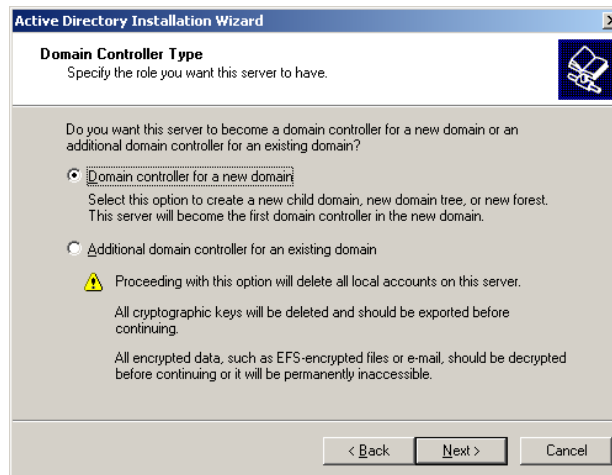 Active Directory Installation Wizard
Domain Controller Type
Specify the role you want this server to have.
Do you want this server to become a domain controller for a new domain or an
additional domain controller for an existing domain?
Domain controller for a new domain
Select this option to create a new child domain, new domain tree, or new forest.
This server will become the first domain controller in the new domain.
Additional domain controller for an existing domain
Proceeding with this option will delete all local accounts on this server.
All cryptographic keys will be deleted and should be exported before
continuing.
All encrypted data, such as EFS-encrypted files or e-mail, should be decrypted
before continuing or it will be permanently inaccessible.
< Back Next > Cancel